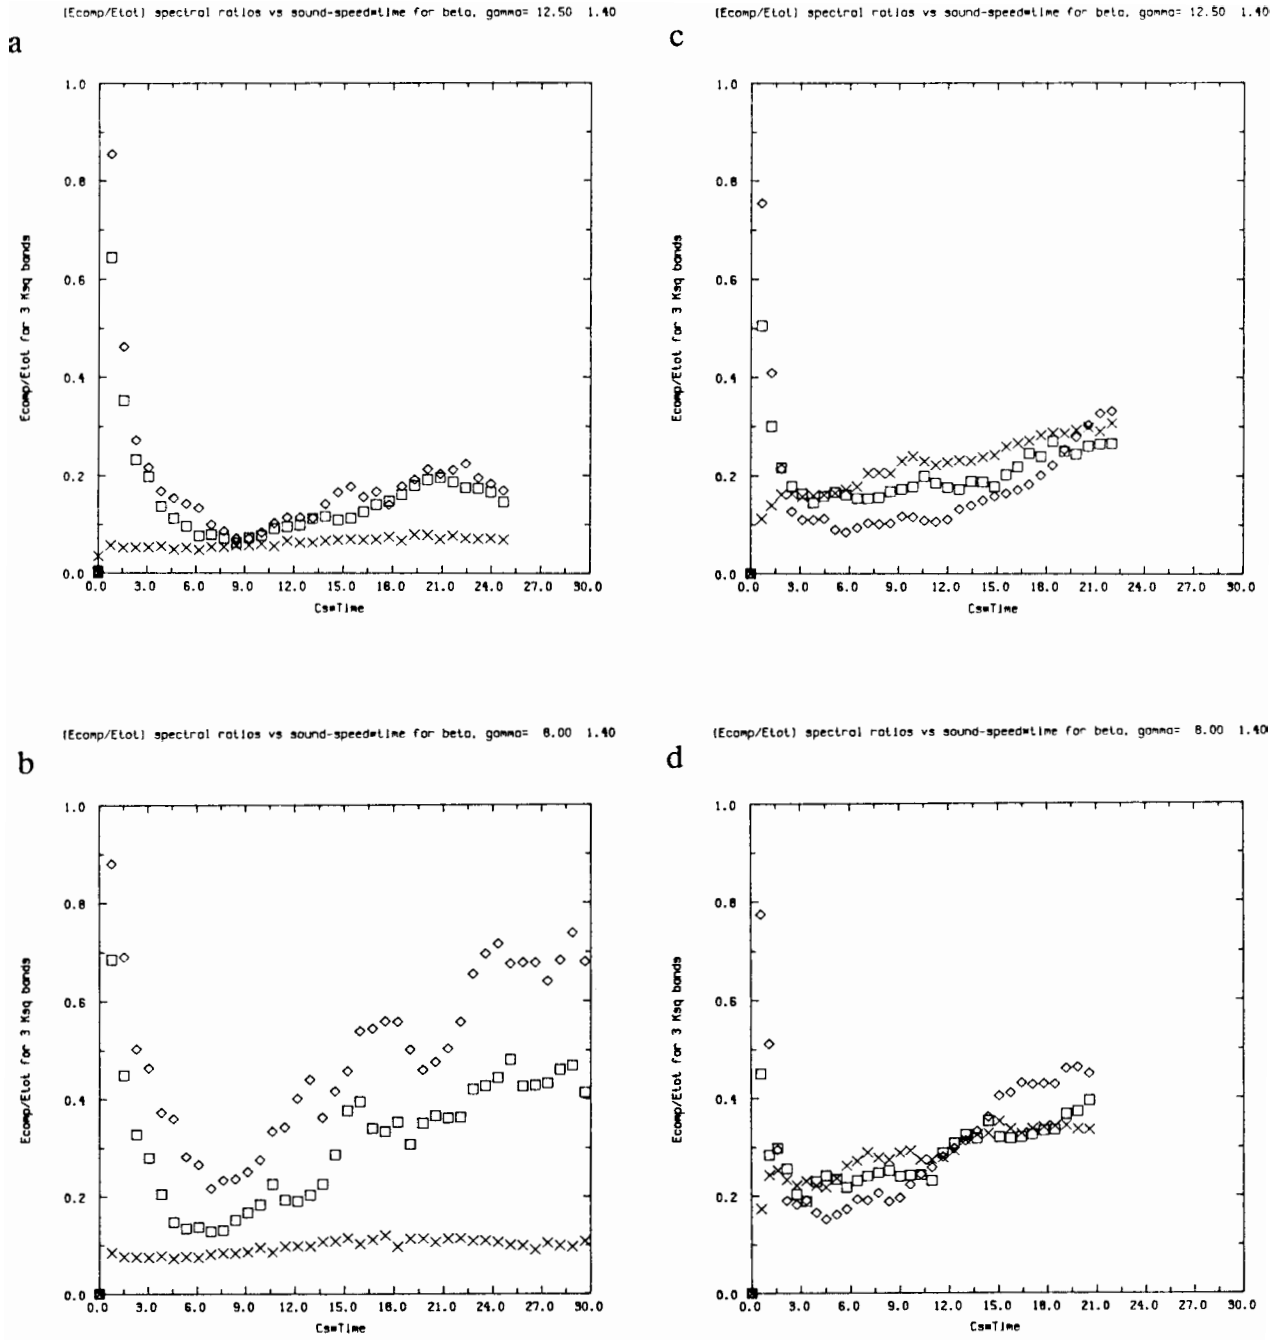 [Ecomp/Etot] spectral ratios vs sound-speed*time for beta, gamma= 12.50 1.40
a
1.0
0.8
0.6
0.4
0.2
0.0
Ecomp/Etot for 3 Ksq bands
0.0 3.0 6.0 9.0 12.0 15.0 18.0 21.0 24.0 27.0 30.0
Cs*Time
[Ecomp/Etot] spectral ratios vs sound-speed*time for beta, gamma= 12.50 1.40
c
1.0
0.8
0.6
0.4
0.2
0.0
Ecomp/Etot for 3 Ksq bands
0.0 3.0 6.0 9.0 12.0 15.0 18.0 21.0 24.0 27.0 30.0
Cs*Time
[Ecomp/Etot] spectral ratios vs sound-speed*time for beta, gamma= 8.00 1.40
b
1.0
0.8
0.6
0.4
0.2
0.0
Ecomp/Etot for 3 Ksq bands
0.0 3.0 6.0 9.0 12.0 15.0 18.0 21.0 24.0 27.0 30.0
Cs*Time
[Ecomp/Etot] spectral ratios vs sound-speed*time for beta, gamma= 8.00 1.40
d
1.0
0.8
0.6
0.4
0.2
0.0
Ecomp/Etot for 3 Ksq bands
0.0 3.0 6.0 9.0 12.0 15.0 18.0 21.0 24.0 27.0 30.0
Cs*Time